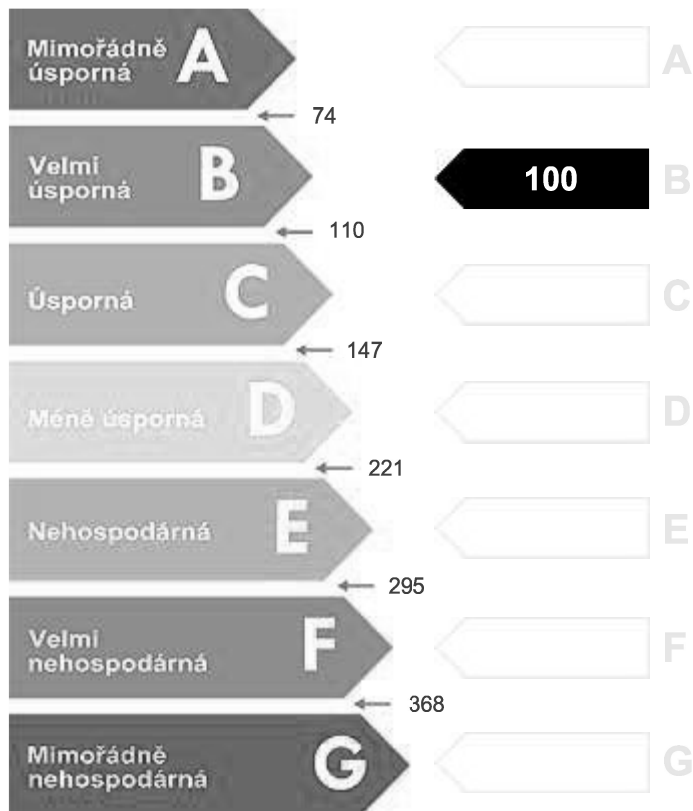 Mimořádně
úsporná
A
A
74
Velmi
úsporná
B
100
B
110
Úsporná
C
C
147
Méně úsporná
D
D
221
Nehospodárná
E
E
295
Velmi
nehospodárná
F
F
368
Mimořádně
nehospodárná
G
G